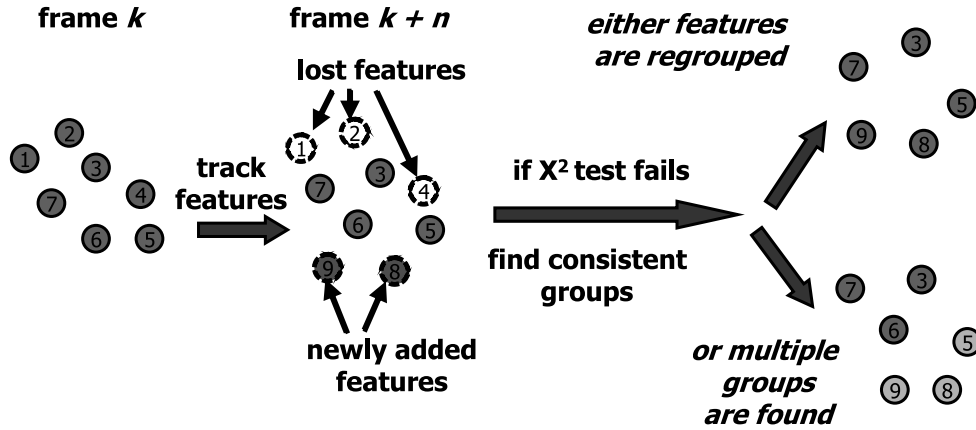 frame k
frame k + n
lost features
1
2
3
4
7
6
5
track
features
1
2
3
4
7
6
5
9
8
newly added
features
if X² test fails
find consistent
groups
either features
are regrouped
3
7
5
9
8
or multiple
groups
are found
7
3
6
5
9
8